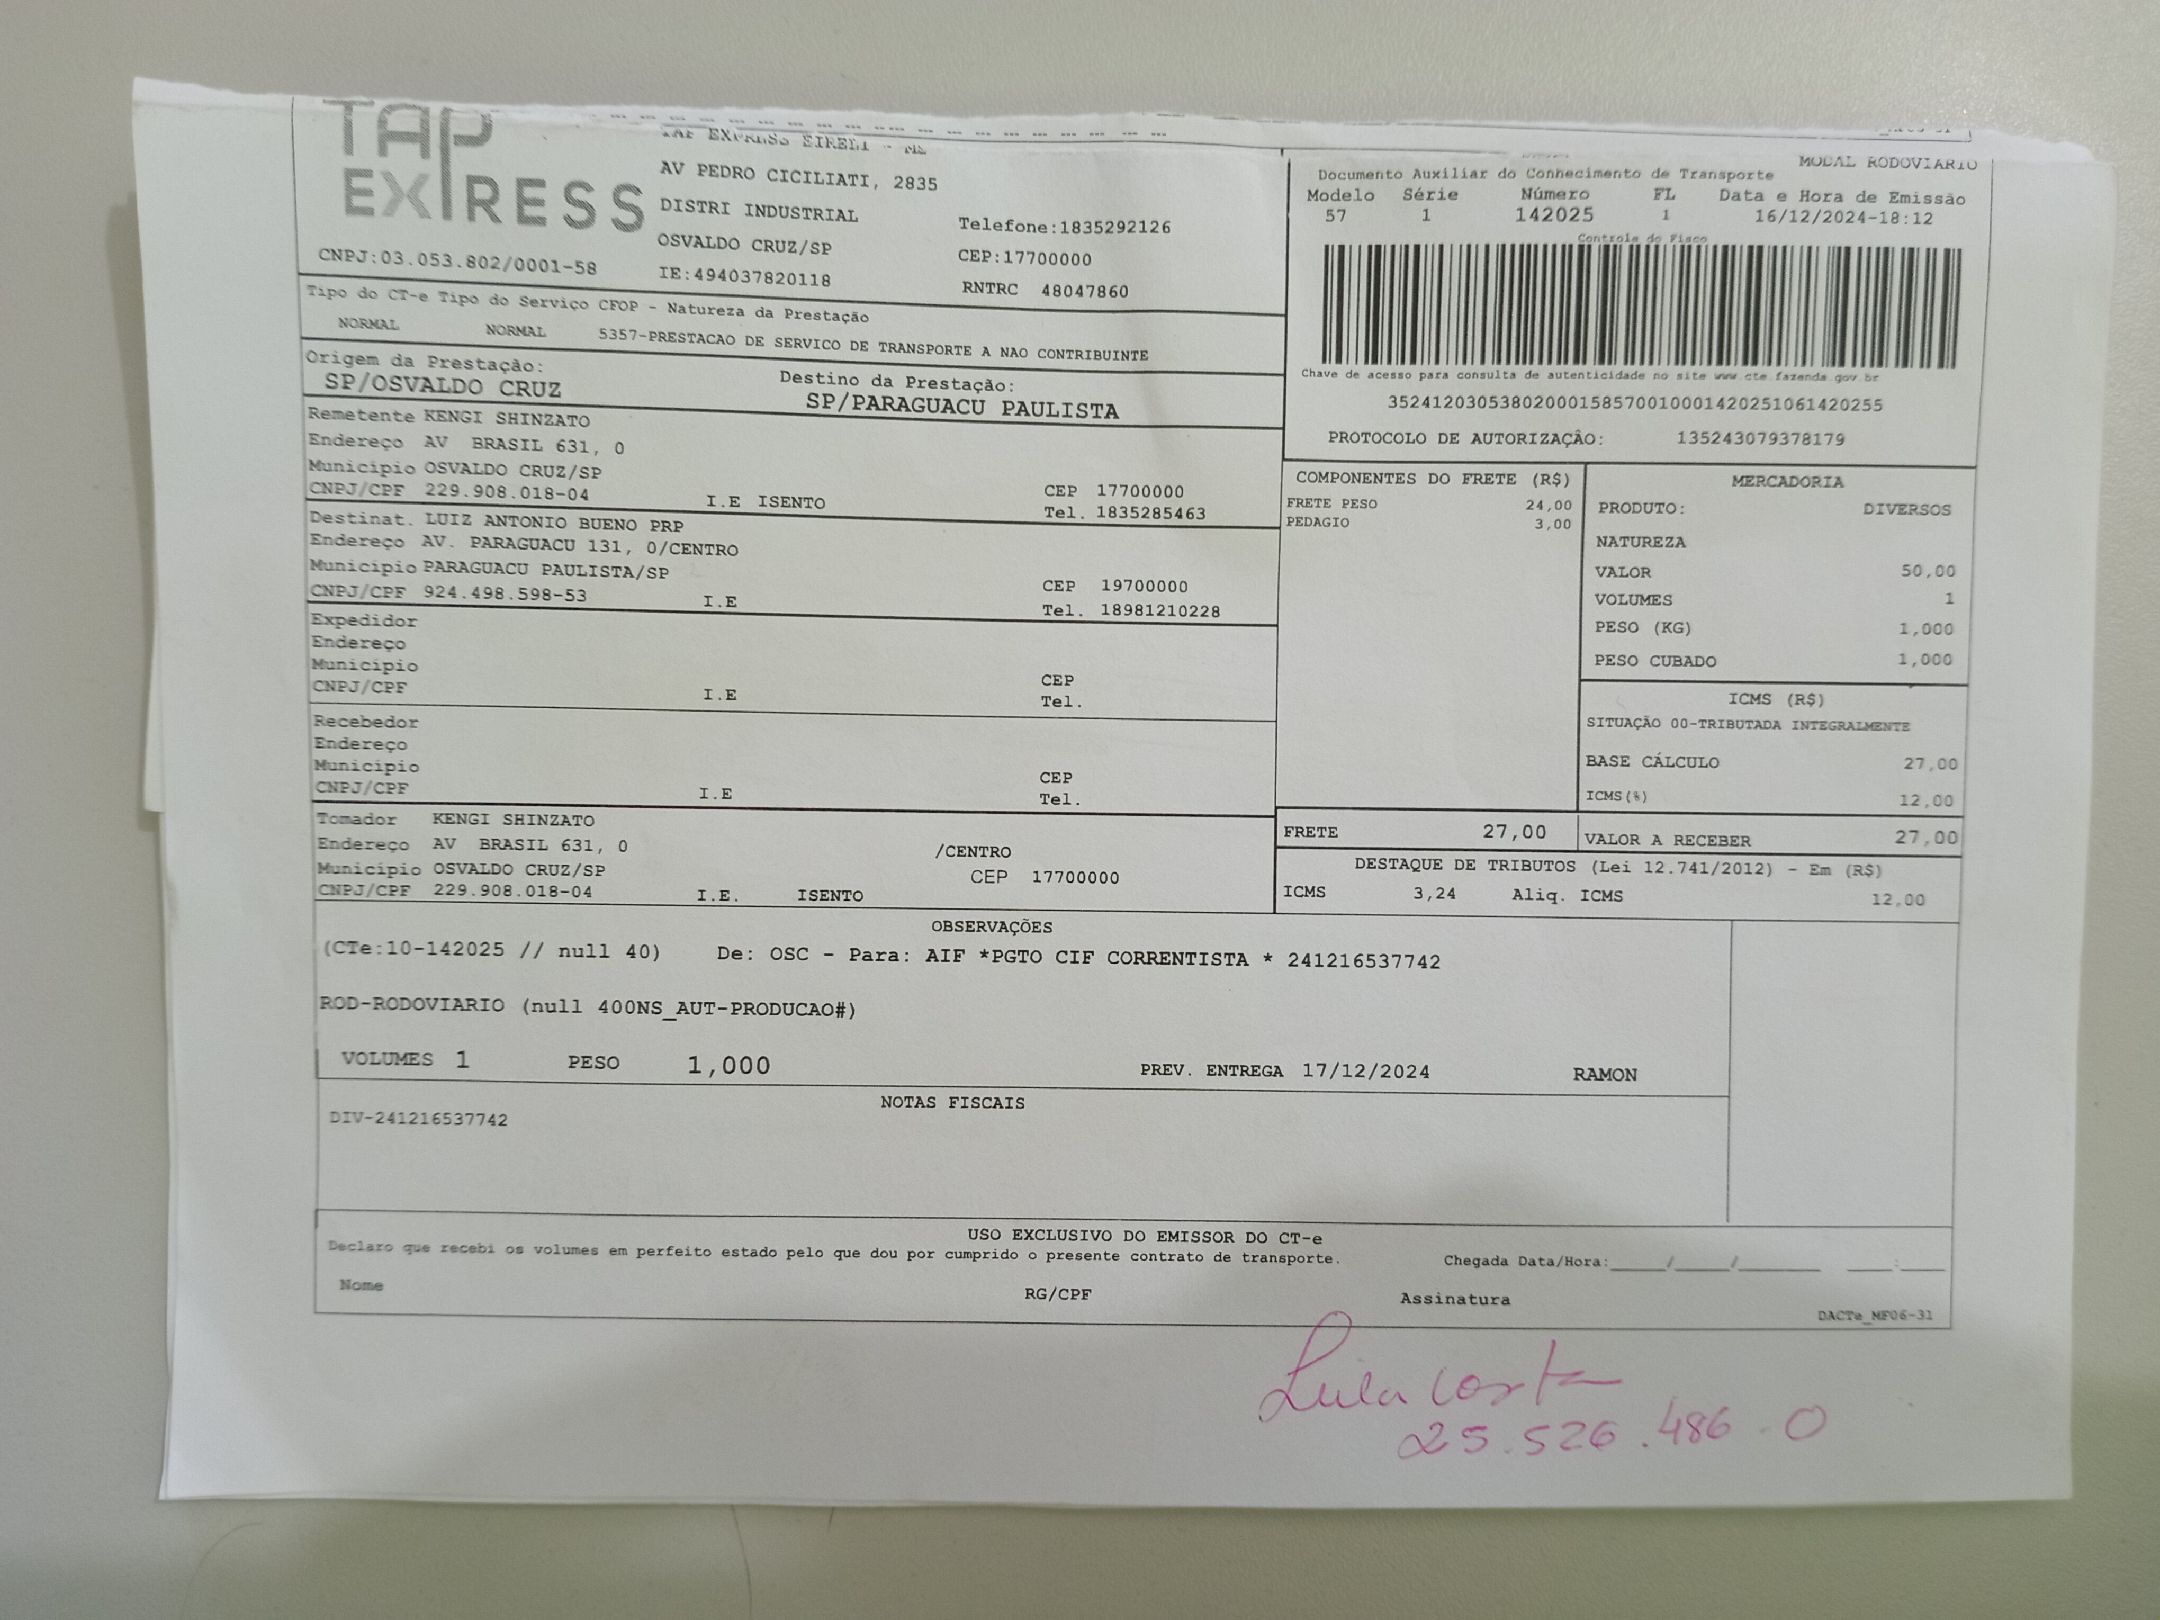 TAP
EXPRESS
TAP EXPRESS EIRELI - ME
AV PEDRO CICILIATI, 2835
DISTRI INDUSTRIAL
Telefone:1835292126
OSVALDO CRUZ/SP
CEP:17700000
CNPJ:03.053.802/0001-58
IE:494037820118
RNTRC 48047860
MODAL RODOVIARIO
Documento Auxiliar do Conhecimento de Transporte
Modelo Série Número FL Data e Hora de Emissão
57 1 142025 1 16/12/2024-18:12
Controle do Fisco
Chave de acesso para consulta de autenticidade no site www.cte.fazenda.gov.br
35241203053802000158570010001420251061420255
PROTOCOLO DE AUTORIZAÇÂO: 135243079378179
Tipo do CT-e Tipo do Serviço CFOP - Natureza da Prestação
NORMAL NORMAL 5357-PRESTACAO DE SERVICO DE TRANSPORTE A NAO CONTRIBUINTE
Origem da Prestação: Destino da Prestação:
SP/OSVALDO CRUZ SP/PARAGUACU PAULISTA
Remetente KENGI SHINZATO
Endereço AV BRASIL 631, 0
Municipio OSVALDO CRUZ/SP
CEP 17700000
CNPJ/CPF 229.908.018-04 I.E ISENTO Tel. 1835285463
Destinat. LUIZ ANTONIO BUENO PRP
Endereço AV. PARAGUACU 131, 0/CENTRO
Municipio PARAGUACU PAULISTA/SP
CEP 19700000
CNPJ/CPF 924.498.598-53 I.E Tel. 18981210228
Expedidor
Endereço
Municipio
CEP
CNPJ/CPF I.E Tel.
Recebedor
Endereço
Municipio
CEP
CNPJ/CPF I.E Tel.
Tomador KENGI SHINZATO
Endereço AV BRASIL 631, 0 /CENTRO
Municipio OSVALDO CRUZ/SP CEP 17700000
CNPJ/CPF 229.908.018-04 I.E. ISENTO
COMPONENTES DO FRETE (R$)
FRETE PESO 24,00
PEDAGIO 3,00
MERCADORIA
PRODUTO: DIVERSOS
NATUREZA
VALOR 50,00
VOLUMES 1
PESO (KG) 1,000
PESO CUBADO 1,000
ICMS (R$)
SITUAÇÃO 00-TRIBUTADA INTEGRALMENTE
BASE CÁLCULO 27,00
ICMS(%) 12,00
FRETE 27,00 VALOR A RECEBER 27,00
DESTAQUE DE TRIBUTOS (Lei 12.741/2012) - Em (R$)
ICMS 3,24 Aliq. ICMS 12,00
OBSERVAÇÕES
(CTe:10-142025 // null 40) De: OSC - Para: AIF *PGTO CIF CORRENTISTA * 241216537742
ROD-RODOVIARIO (null 400NS_AUT-PRODUCAO#)
VOLUMES 1 PESO 1,000 PREV. ENTREGA 17/12/2024 RAMON
NOTAS FISCAIS
DIV-241216537742
USO EXCLUSIVO DO EMISSOR DO CT-e
Declaro que recebi os volumes em perfeito estado pelo que dou por cumprido o presente contrato de transporte. Chegada Data/Hora:_____/_____/_______ ____:____
Nome RG/CPF Assinatura
DACTe_MF06-31
Leila Costa
25.526.486-0